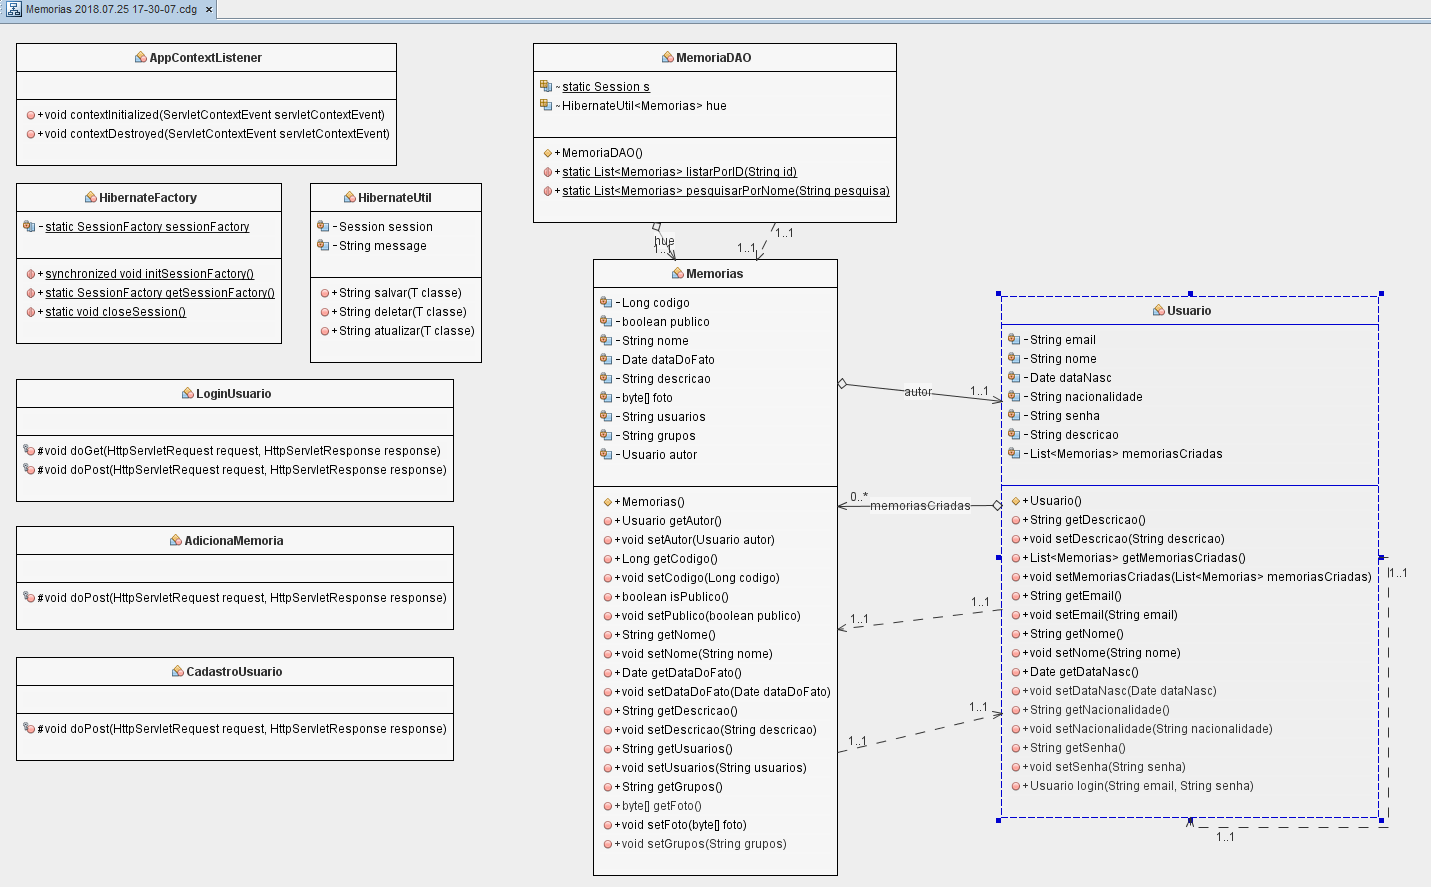 Memorias 2018.07.25 17-30-07.cdg ×
AppContextListener
+void contextInitialized(ServletContextEvent servletContextEvent)
+void contextDestroyed(ServletContextEvent servletContextEvent)
HibernateFactory
-static SessionFactory sessionFactory
+synchronized void initSessionFactory()
+static SessionFactory getSessionFactory()
+static void closeSession()
HibernateUtil
-Session session
-String message
+String salvar(T classe)
+String deletar(T classe)
+String atualizar(T classe)
LoginUsuario
#void doGet(HttpServletRequest request, HttpServletResponse response)
#void doPost(HttpServletRequest request, HttpServletResponse response)
AdicionaMemoria
#void doPost(HttpServletRequest request, HttpServletResponse response)
CadastroUsuario
#void doPost(HttpServletRequest request, HttpServletResponse response)
MemoriaDAO
~static Session s
~HibernateUtil<Memorias> hue
+MemoriaDAO()
+static List<Memorias> listarPorID(String id)
+static List<Memorias> pesquisarPorNome(String pesquisa)
hue
1..1
1..1
Memorias
-Long codigo
-boolean publico
-String nome
-Date dataDoFato
-String descricao
-byte[] foto
-String usuarios
-String grupos
-Usuario autor
+Memorias()
+Usuario getAutor()
+void setAutor(Usuario autor)
+Long getCodigo()
+void setCodigo(Long codigo)
+boolean isPublico()
+void setPublico(boolean publico)
+String getNome()
+void setNome(String nome)
+Date getDataDoFato()
+void setDataDoFato(Date dataDoFato)
+String getDescricao()
+void setDescricao(String descricao)
+String getUsuarios()
+void setUsuarios(String usuarios)
+String getGrupos()
+byte[] getFoto()
+void setFoto(byte[] foto)
+void setGrupos(String grupos)
autor
1..1
0..*
memoriasCriadas
1..1
1..1
1..1
1..1
Usuario
-String email
-String nome
-Date dataNasc
-String nacionalidade
-String senha
-String descricao
-List<Memorias> memoriasCriadas
+Usuario()
+String getDescricao()
+void setDescricao(String descricao)
+List<Memorias> getMemoriasCriadas()
+void setMemoriasCriadas(List<Memorias> memoriasCriadas)
+String getEmail()
+void setEmail(String email)
+String getNome()
+void setNome(String nome)
+Date getDataNasc()
+void setDataNasc(Date dataNasc)
+String getNacionalidade()
+void setNacionalidade(String nacionalidade)
+String getSenha()
+void setSenha(String senha)
+Usuario login(String email, String senha)
1..1
1..1